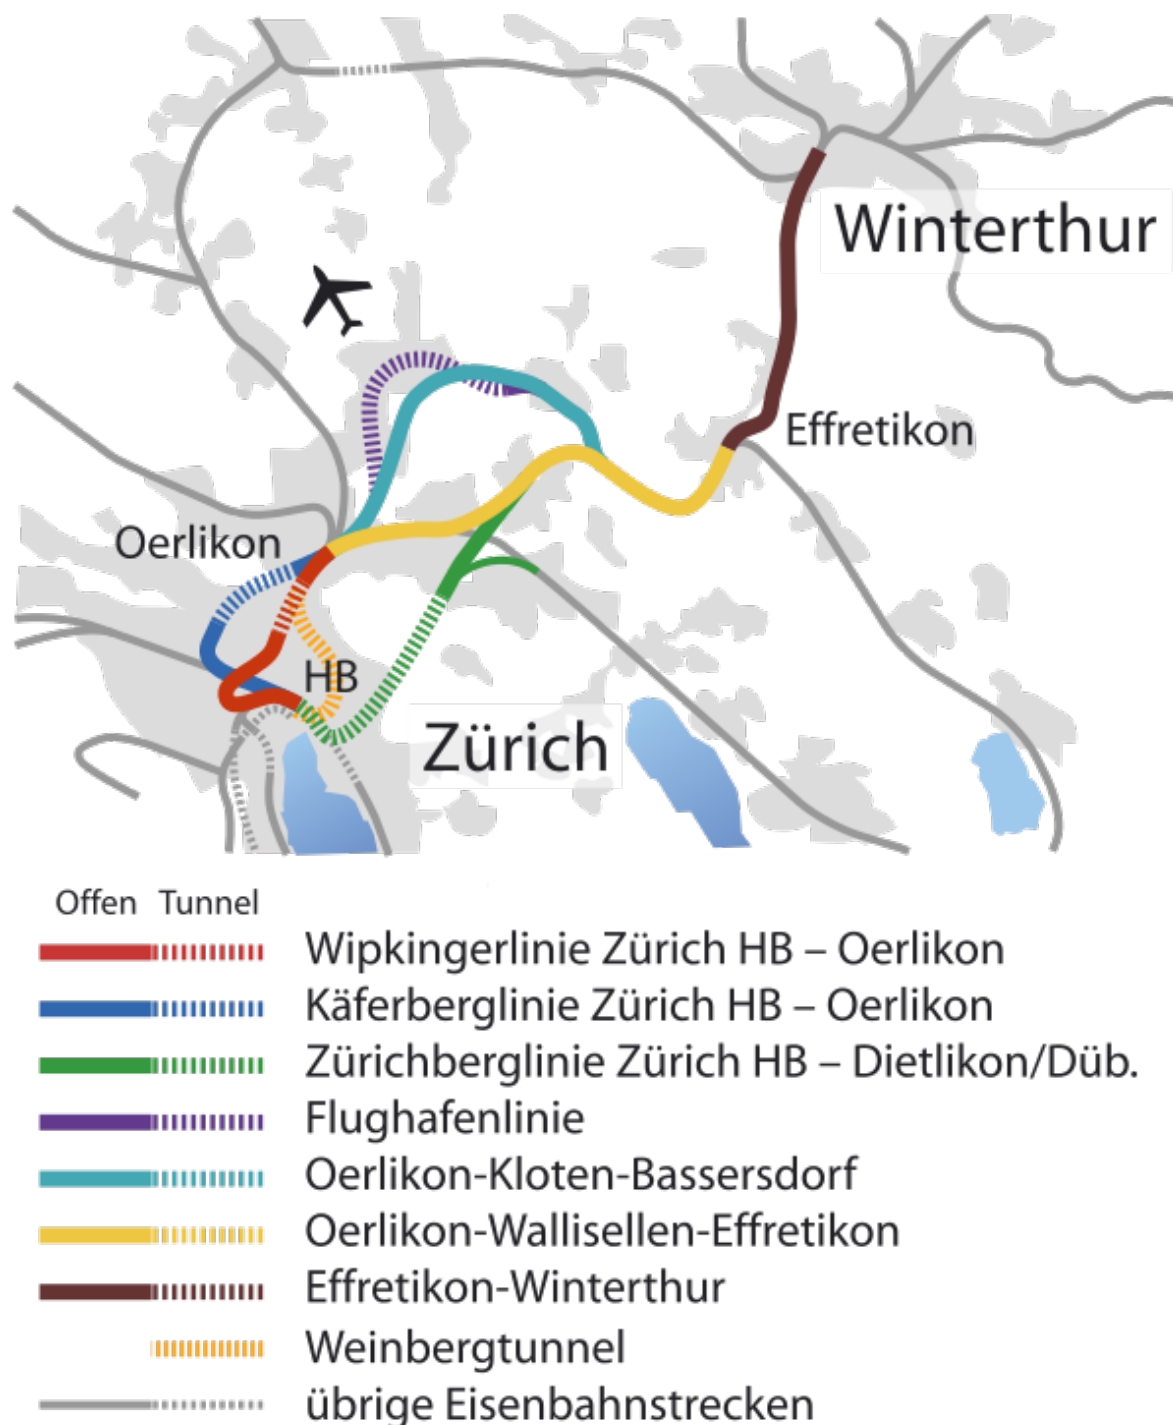 Winterthur
Effretikon
Oerlikon
HB
Zürich
Offen Tunnel
Wipkingerlinie Zürich HB – Oerlikon
Käferberglinie Zürich HB – Oerlikon
Zürichberglinie Zürich HB – Dietlikon/Düb.
Flughafenlinie
Oerlikon-Kloten-Bassersdorf
Oerlikon-Wallisellen-Effretikon
Effretikon-Winterthur
Weinbergtunnel
übrige Eisenbahnstrecken